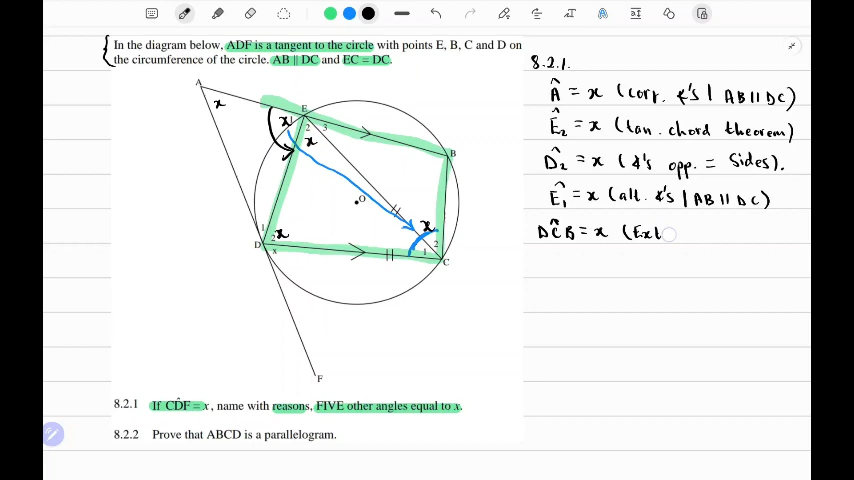 In the diagram below, ADF is a tangent to the circle with points E, B, C and D on
the circumference of the circle. AB || DC and EC = DC.
8.2.1.
Â = x (corr. ∠'s | AB || DC)
Ê₂ = x (tan. chord theorem)
D̂₂ = x (∠'s opp. = sides).
Ê₁ = x (alt. ∠'s | AB || DC)
DĈB = x (Ext
A
x
E
x 1
2
3
x
B
O
x
1
2
x
D
x
1
2
C
F
8.2.1 If CD̂F = x, name with reasons, FIVE other angles equal to x.
8.2.2 Prove that ABCD is a parallelogram.